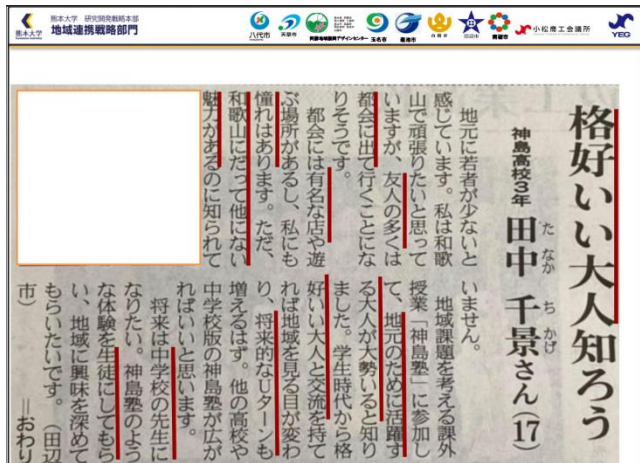 熊本大学 研究開発戦略本部
地域連携戦略部門
熊本大学
八代市
天草市
玉名市
菊池市
小松商工会議所
YEG
格好いい大人知ろう
神島高校3年 田中 千景さん(17)
たなか ちかげ
地元に若者が少ないと
感じています。私は和歌
山で頑張りたいと思って
いますが、友人の多くは
都会に出て行くことにな
りそうです。
都会には有名な店や遊
ぶ場所があるし、私にも
憧れはあります。ただ、
和歌山にだって他にない
魅力があるのに知られて
いません。
地域課題を考える課外
授業「神島塾」に参加し
て、地元のために活躍す
る大人が大勢いると知り
ました。学生時代から格
好いい大人と交流を持て
れば地域を見る目が変わ
り、将来的なUターンも
増えるはず。他の高校や
中学校版の神島塾が広が
ればいいと思います。
将来は中学校の先生に
なりたい。神島塾のよう
な体験を生徒にしてもら
い、地域に興味を深めて
もらいたいです。(田辺
市) =おわり